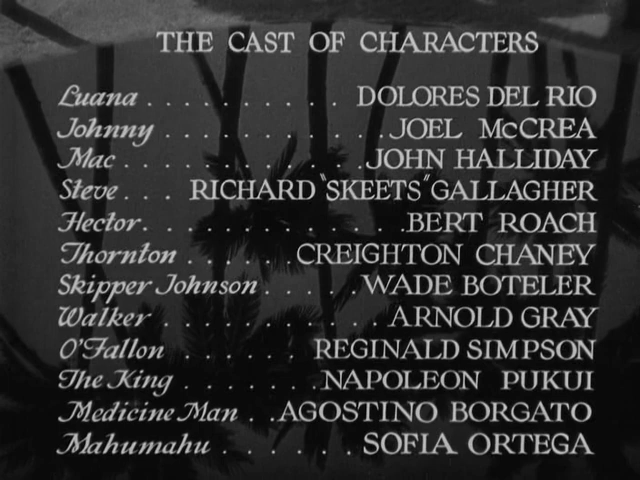 THE CAST OF CHARACTERS
Luana . . . . . . . . . . DOLORES DEL RIO
Johnny . . . . . . . . . . . JOEL McCREA
Mac . . . . . . . . . . . . JOHN HALLIDAY
Steve . . . RICHARD "SKEETS" GALLAGHER
Hector . . . . . . . . . . . . . BERT ROACH
Thornton . . . . . . CREIGHTON CHANEY
Skipper Johnson . . . . . WADE BOTELER
Walker . . . . . . . . . . . ARNOLD GRAY
O'Fallon . . . . . . REGINALD SIMPSON
The King . . . . . . . NAPOLEON PUKUI
Medicine Man . . AGOSTINO BORGATO
Mahumahu . . . . . . SOFIA ORTEGA